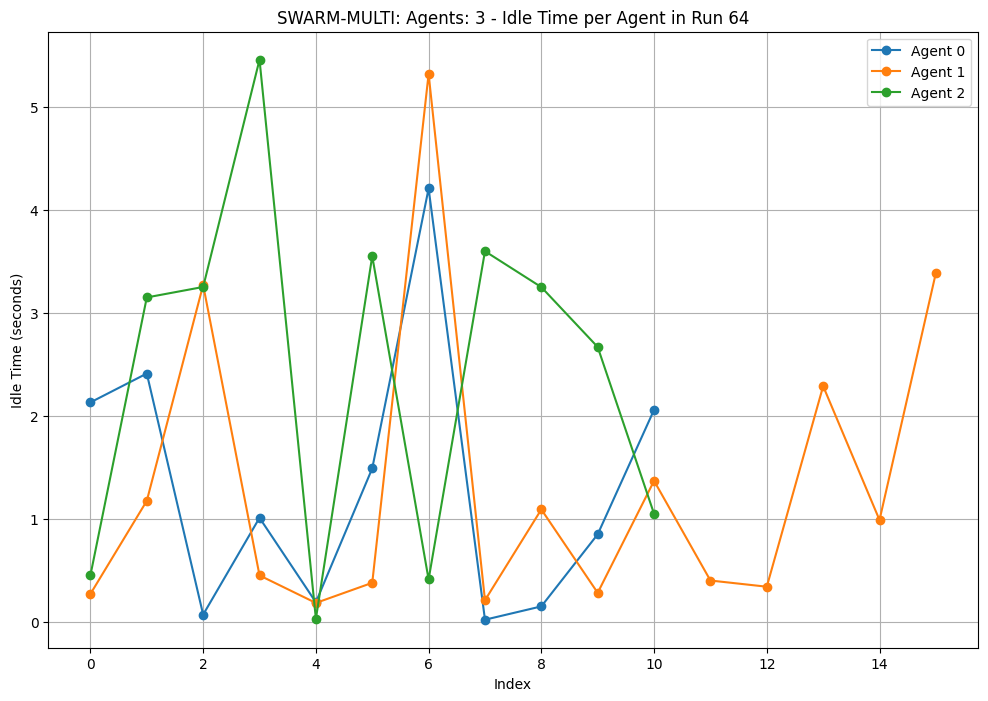 SWARM-MULTI: Agents: 3 - Idle Time per Agent in Run 64
Agent 0
Agent 1
Agent 2
Idle Time (seconds)
5
4
3
2
1
0
0 2 4 6 8 10 12 14
Index